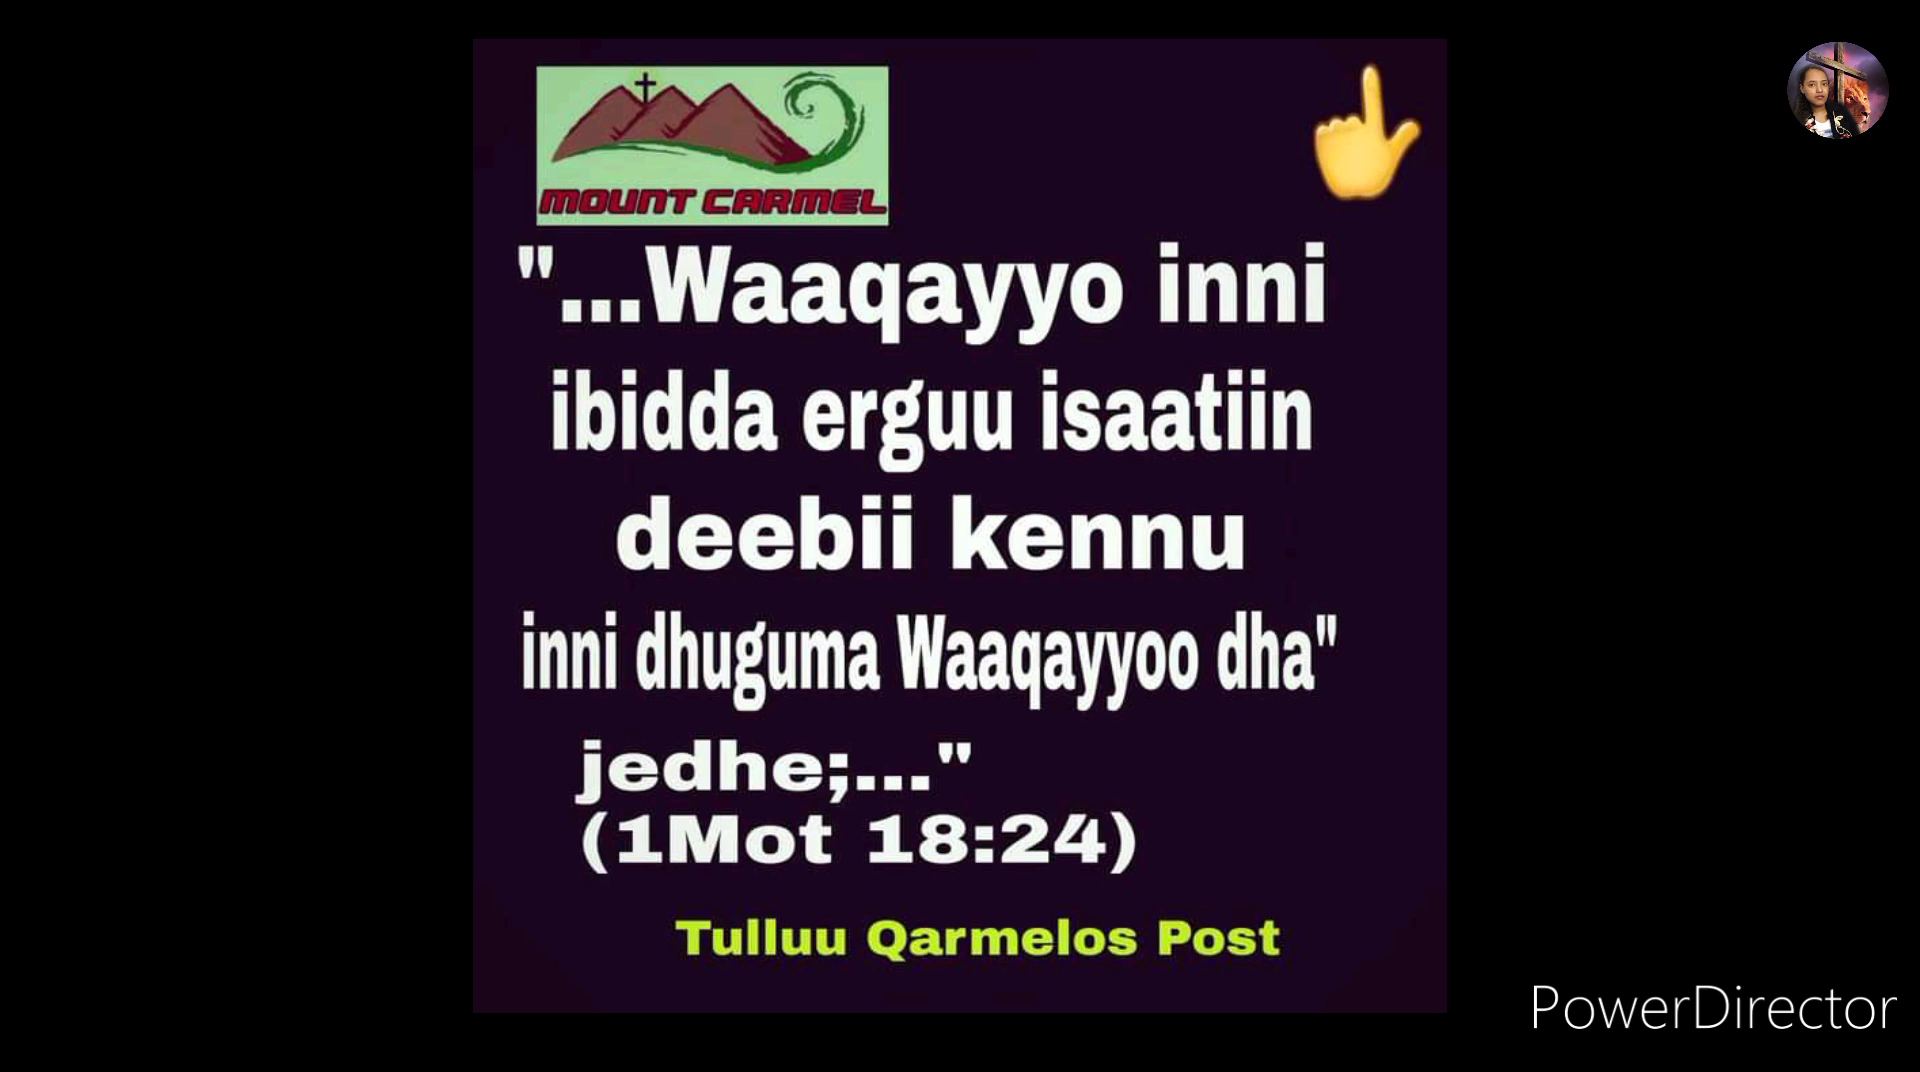 MOUNT CARMEL
"...Waaqayyo inni
ibidda erguu isaatiin
deebii kennu
inni dhuguma Waaqayyoo dha"
jedhe;..."
(1Mot 18:24)
Tulluu Qarmelos Post
PowerDirector